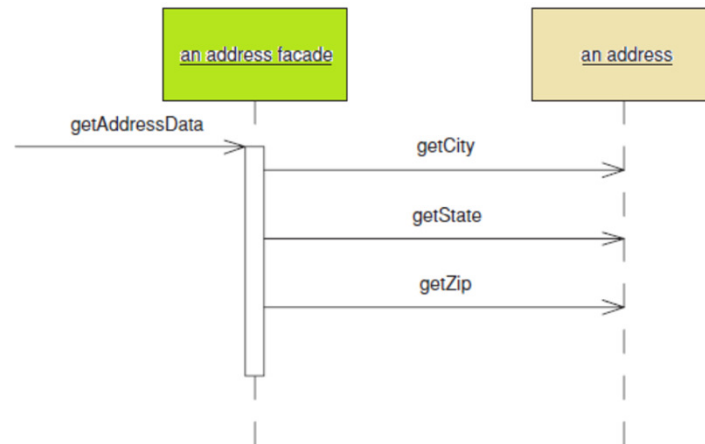 an address facade
an address
getAddressData
getCity
getState
getZip